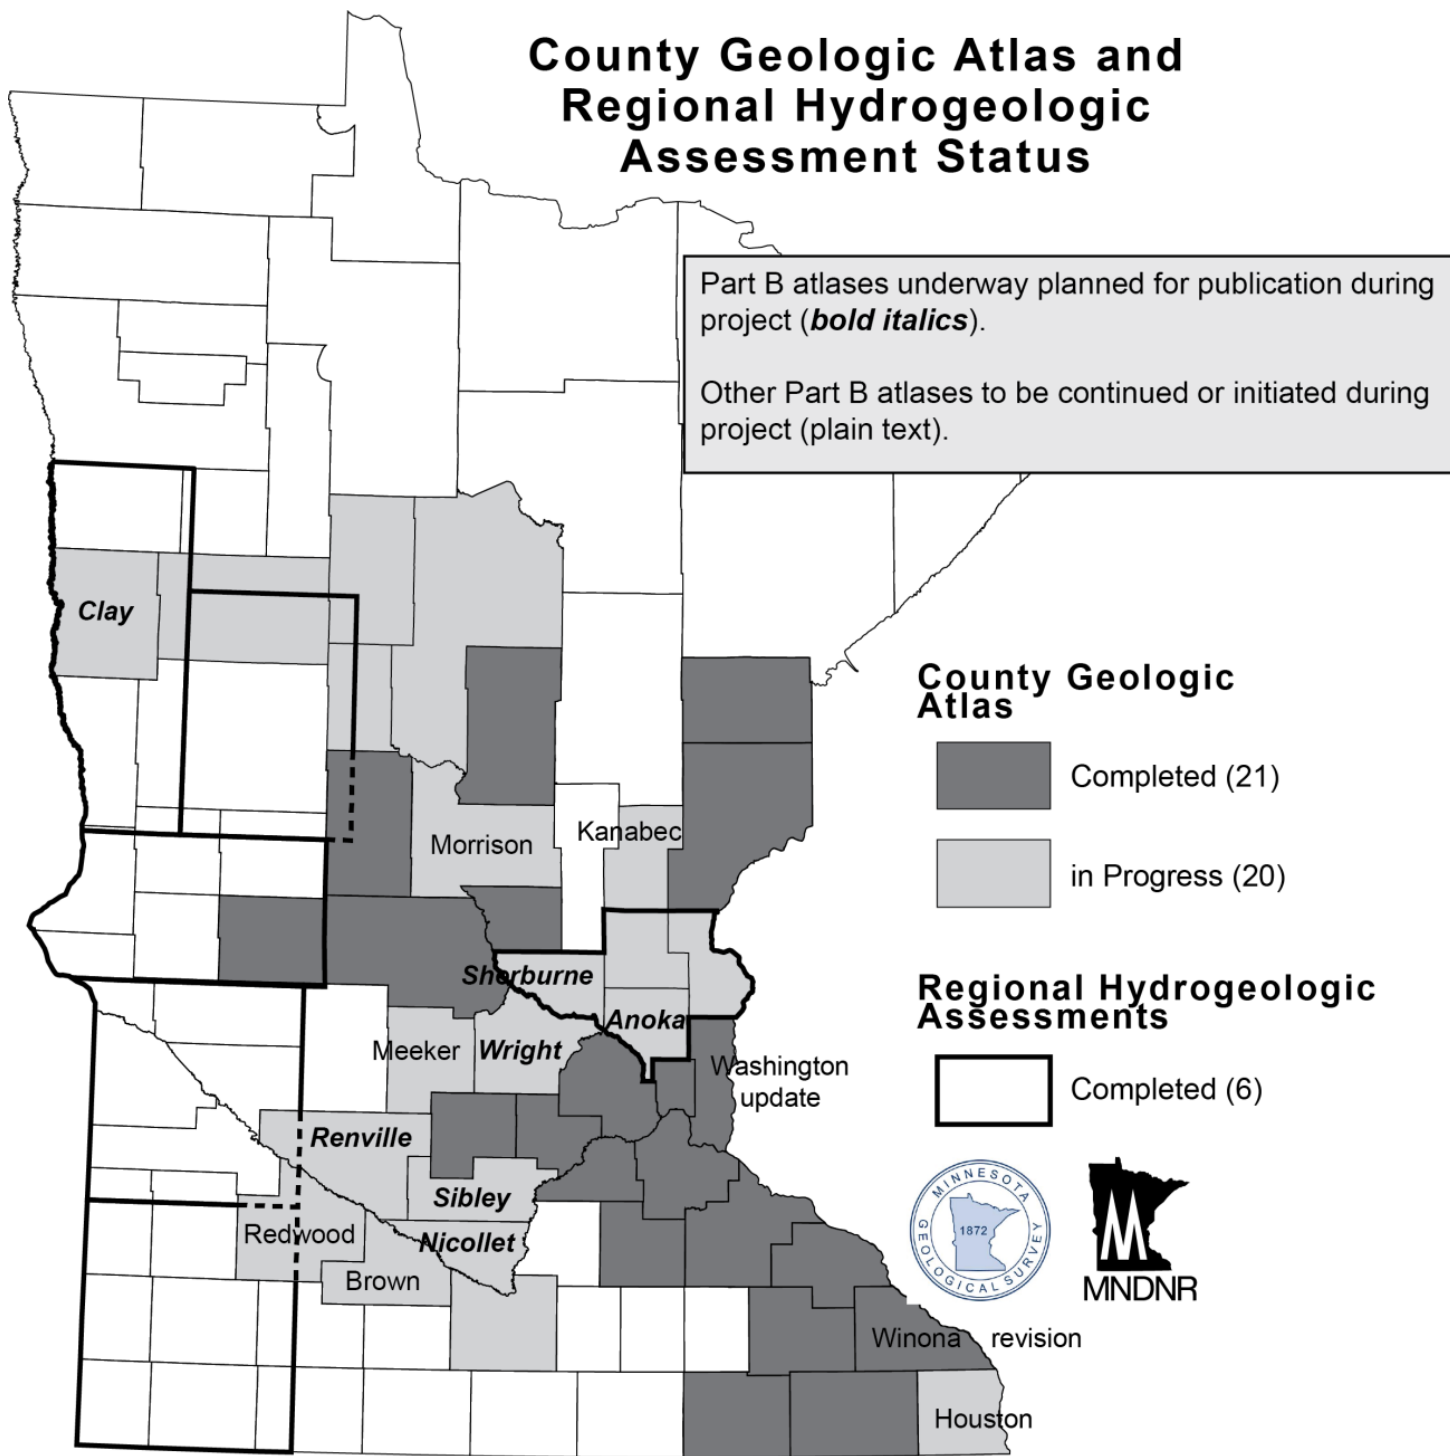 County Geologic Atlas and
Regional Hydrogeologic
Assessment Status
Part B atlases underway planned for publication during
project (bold italics).
Other Part B atlases to be continued or initiated during
project (plain text).
Clay
County Geologic
Atlas
Completed (21)
Morrison
Kanabec
in Progress (20)
Sherburne
Anoka
Regional Hydrogeologic
Assessments
Meeker
Wright
Washington
update
Completed (6)
Renville
Sibley
Redwood
Nicollet
Brown
MINNESOTA
1872
GEOLOGICAL SURVEY
MNDNR
Winona revision
Houston